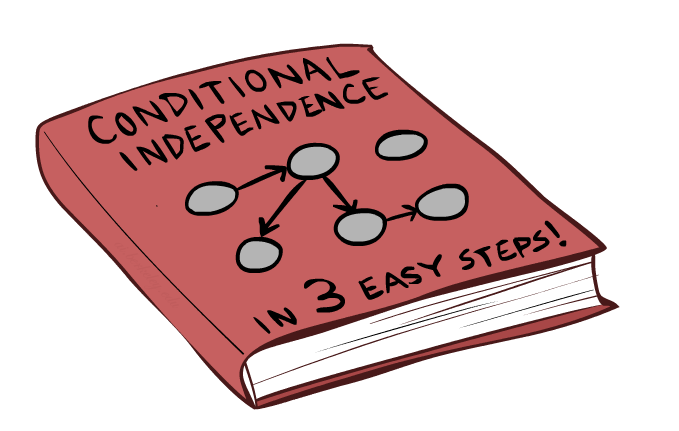 CONDITIONAL
INDEPENDENCE
IN 3 EASY STEPS!